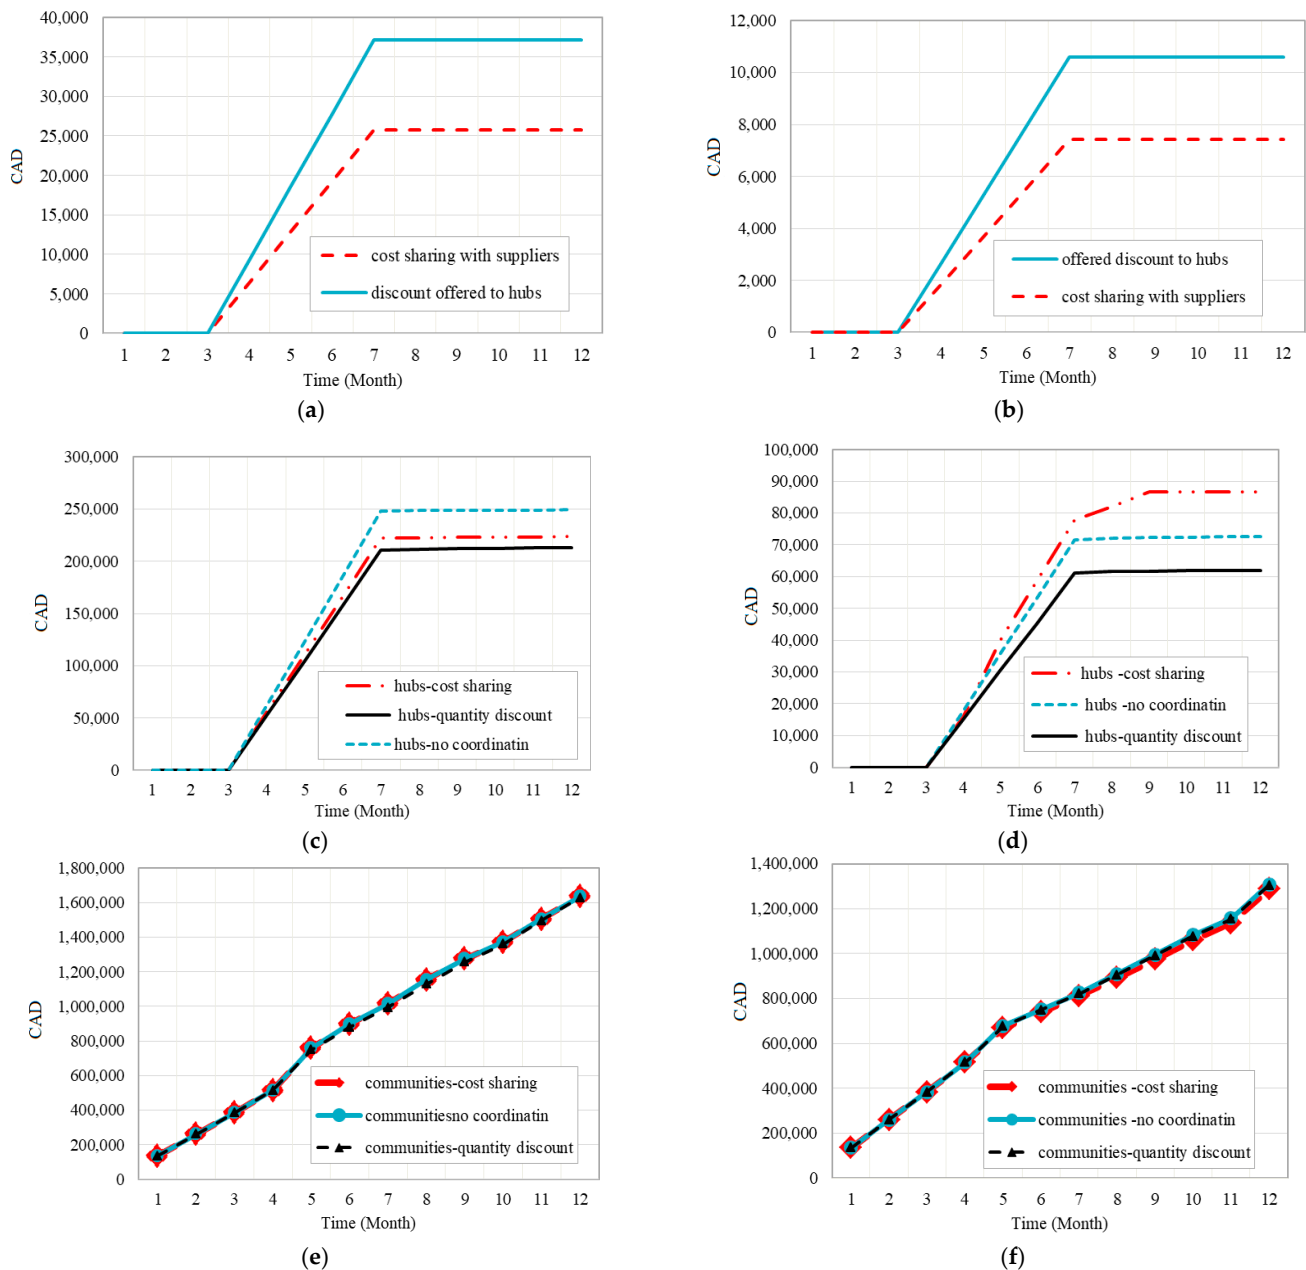 40,000
35,000
30,000
25,000
20,000
15,000
10,000
5,000
0
CAD
cost sharing with suppliers
discount offered to hubs
1 2 3 4 5 6 7 8 9 10 11 12
Time (Month)
(a)
12,000
10,000
8,000
6,000
4,000
2,000
0
CAD
offered discount to hubs
cost sharing with suppliers
1 2 3 4 5 6 7 8 9 10 11 12
Time (Month)
(b)
300,000
250,000
200,000
150,000
100,000
50,000
0
CAD
hubs-cost sharing
hubs-quantity discount
hubs-no coordinatin
1 2 3 4 5 6 7 8 9 10 11 12
Time (Month)
(c)
100,000
90,000
80,000
70,000
60,000
50,000
40,000
30,000
20,000
10,000
0
CAD
hubs -cost sharing
hubs -no coordinatin
hubs-quantity discount
1 2 3 4 5 6 7 8 9 10 11 12
Time (Month)
(d)
1,800,000
1,600,000
1,400,000
1,200,000
1,000,000
800,000
600,000
400,000
200,000
0
CAD
communities-cost sharing
communitiesno coordinatin
communities-quantity discount
1 2 3 4 5 6 7 8 9 10 11 12
Time (Month)
(e)
1,400,000
1,200,000
1,000,000
800,000
600,000
400,000
200,000
0
CAD
communities -cost sharing
communities -no coordinatin
communities-quantity discount
1 2 3 4 5 6 7 8 9 10 11 12
Time (Month)
(f)